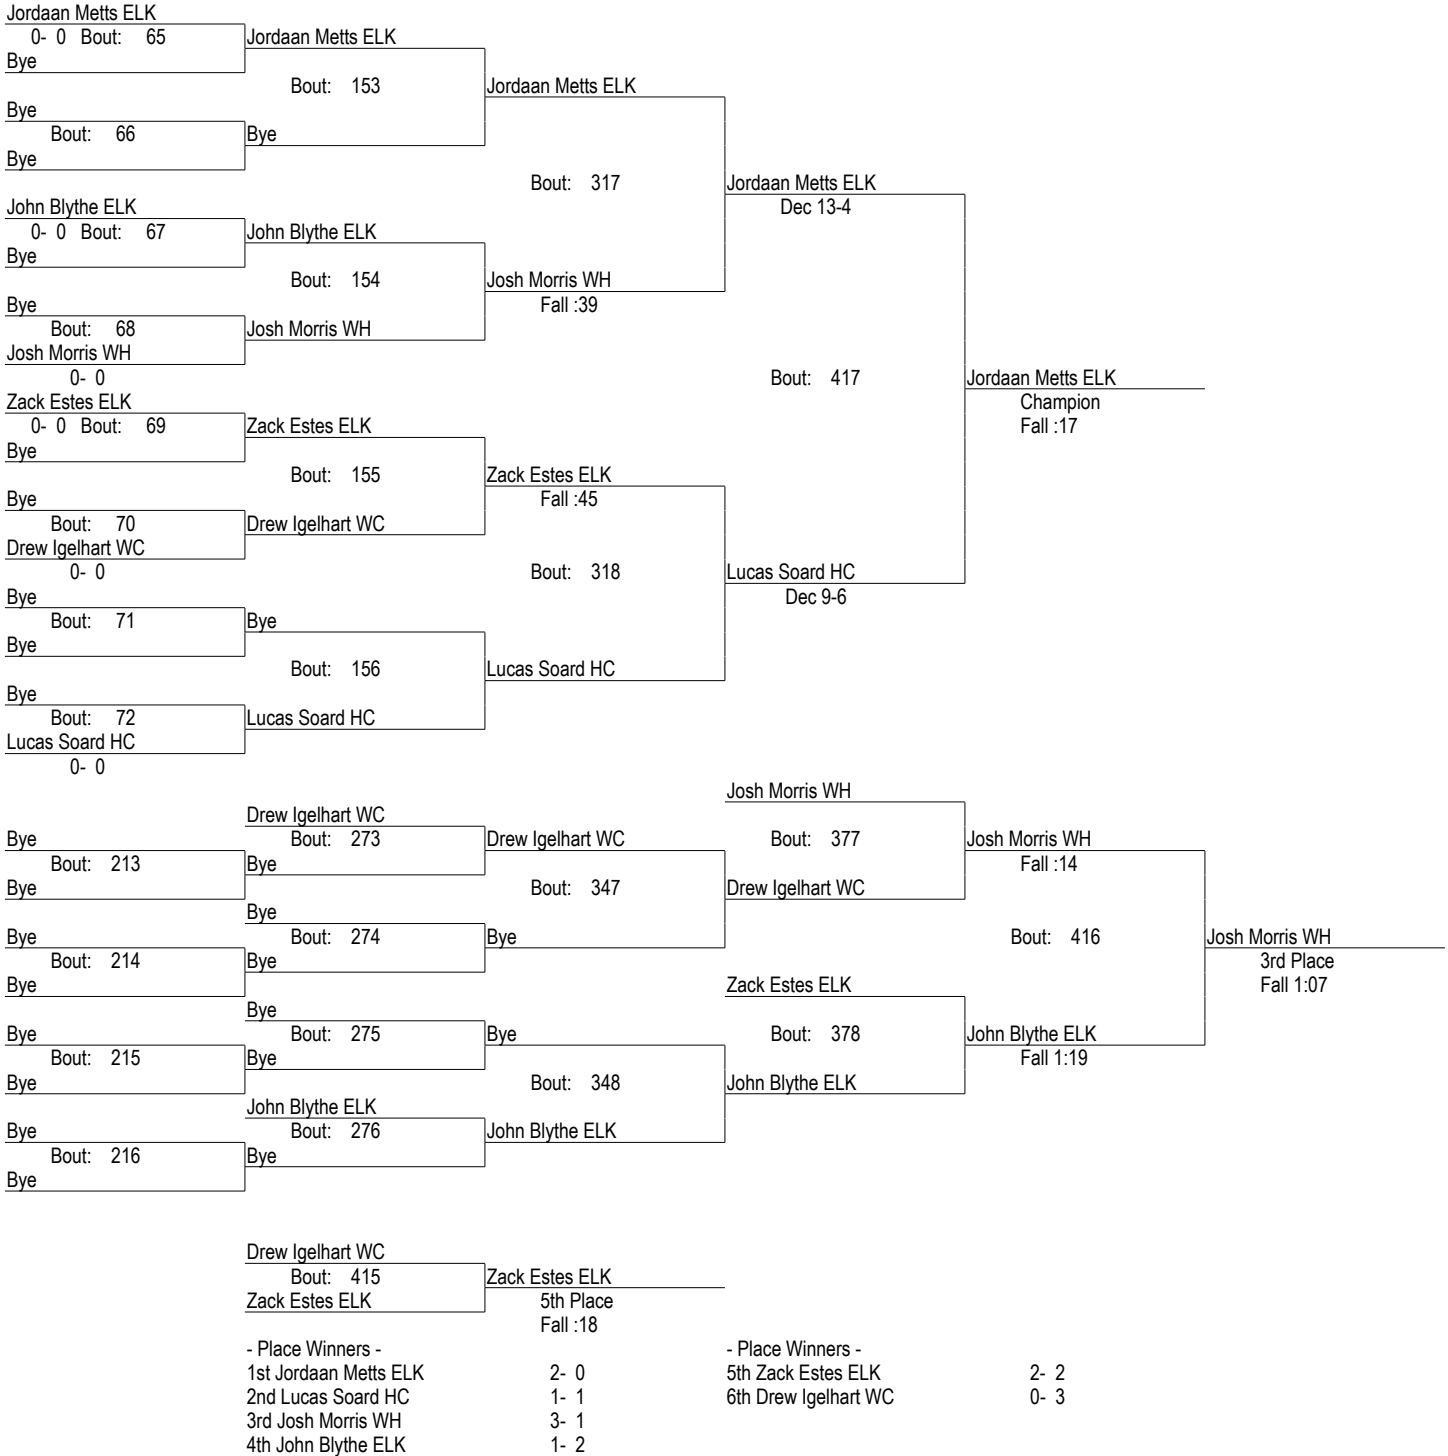 Jordaan Metts ELK
0- 0 Bout: 65 Jordaan Metts ELK
Bye
Bout: 153 Jordaan Metts ELK
Bye
Bout: 66 Bye
Bye
Bout: 317 Jordaan Metts ELK
John Blythe ELK Dec 13-4
0- 0 Bout: 67 John Blythe ELK
Bye
Bout: 154 Josh Morris WH
Bye Fall :39
Bout: 68 Josh Morris WH
Josh Morris WH
0- 0 Bout: 417 Jordaan Metts ELK
Zack Estes ELK Champion
0- 0 Bout: 69 Zack Estes ELK Fall :17
Bye
Bout: 155 Zack Estes ELK
Bye Fall :45
Bout: 70 Drew Igelhart WC
Drew Igelhart WC
0- 0 Bout: 318 Lucas Soard HC
Bye Dec 9-6
Bout: 71 Bye
Bye
Bout: 156 Lucas Soard HC
Bye
Bout: 72 Lucas Soard HC
Lucas Soard HC
0- 0
Josh Morris WH
Drew Igelhart WC
Bye Bout: 273 Drew Igelhart WC Bout: 377 Josh Morris WH
Bout: 213 Bye Fall :14
Bye Bout: 347 Drew Igelhart WC
Bye
Bye Bout: 274 Bye Bout: 416 Josh Morris WH
Bout: 214 Bye 3rd Place
Bye Zack Estes ELK Fall 1:07
Bye
Bye Bout: 275 Bye Bout: 378 John Blythe ELK
Bout: 215 Bye Fall 1:19
Bye Bout: 348 John Blythe ELK
John Blythe ELK
Bye Bout: 276 John Blythe ELK
Bout: 216 Bye
Bye
Drew Igelhart WC
Bout: 415 Zack Estes ELK
Zack Estes ELK 5th Place
Fall :18
- Place Winners - - Place Winners -
1st Jordaan Metts ELK 2- 0 5th Zack Estes ELK 2- 2
2nd Lucas Soard HC 1- 1 6th Drew Igelhart WC 0- 3
3rd Josh Morris WH 3- 1
4th John Blythe ELK 1- 2